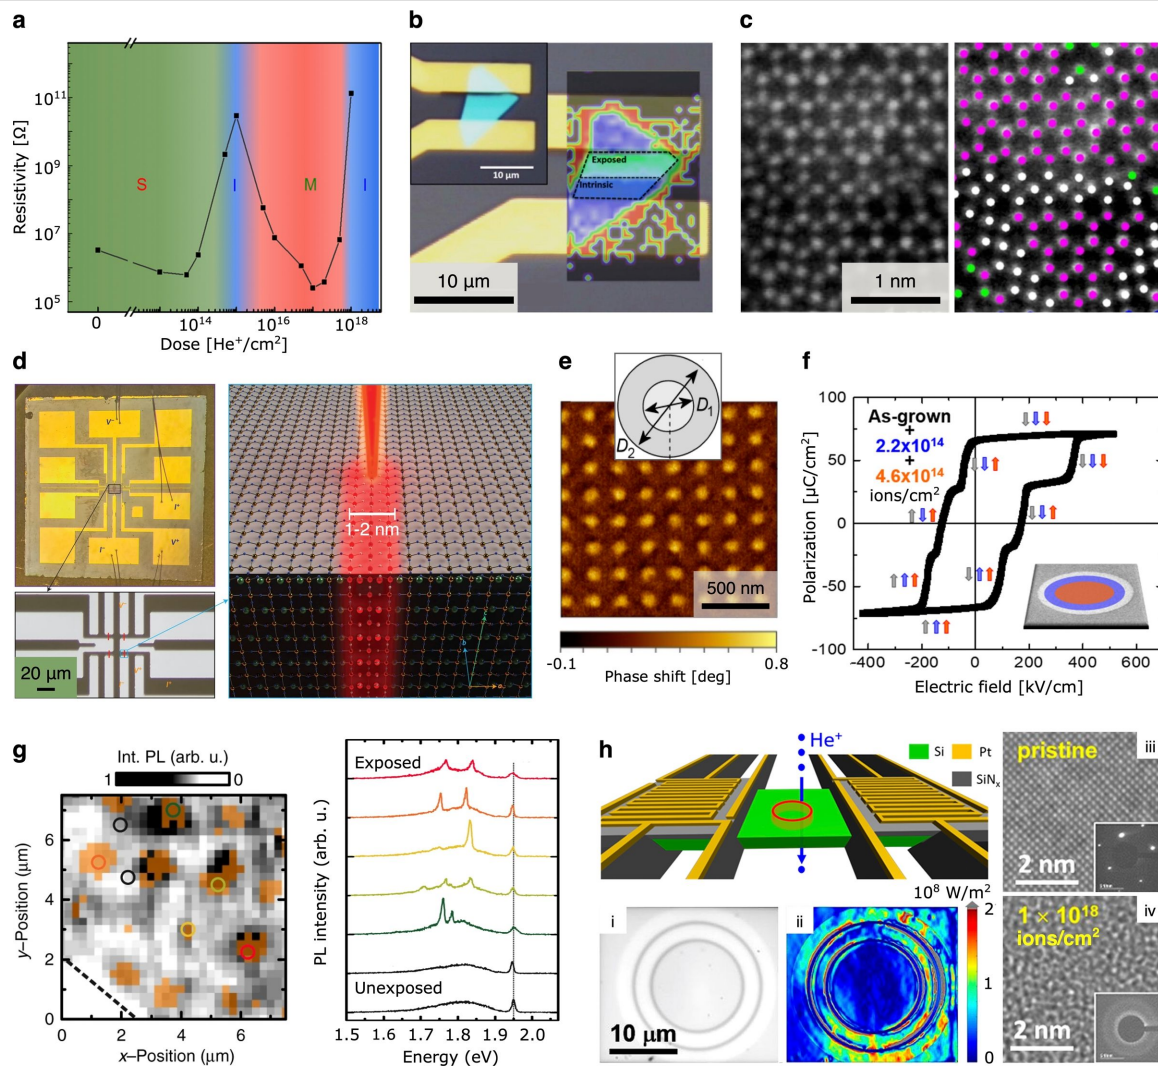 a
Resistivity [Ω]
10¹¹
10⁹
10⁷
10⁵
S
I
M
I
0
10¹⁴
10¹⁶
10¹⁸
Dose [He⁺/cm²]
b
10 µm
Exposed
Intrinsic
10 µm
c
1 nm
d
V⁻
I⁺
I⁻
V⁺
20 µm
1-2 nm
b
a
e
D₁
D₂
500 nm
-0.1
0.8
Phase shift [deg]
f
Polarization [µC/cm²]
100
50
0
-50
-100
As-grown
+
2.2x10¹⁴
+
4.6x10¹⁴
ions/cm²
-400
-200
0
200
400
600
Electric field [kV/cm]
g
Int. PL (arb. u.)
1
0
y–Position (µm)
6
4
2
0
0
2
4
6
x–Position (µm)
PL intensity (arb. u.)
Exposed
Unexposed
1.5
1.6
1.7
1.8
1.9
2.0
Energy (eV)
h
He⁺
Si
Pt
SiNₓ
i
10 µm
ii
10⁸ W/m²
2
1
0
iii
pristine
2 nm
iv
1 × 10¹⁸
ions/cm²
2 nm